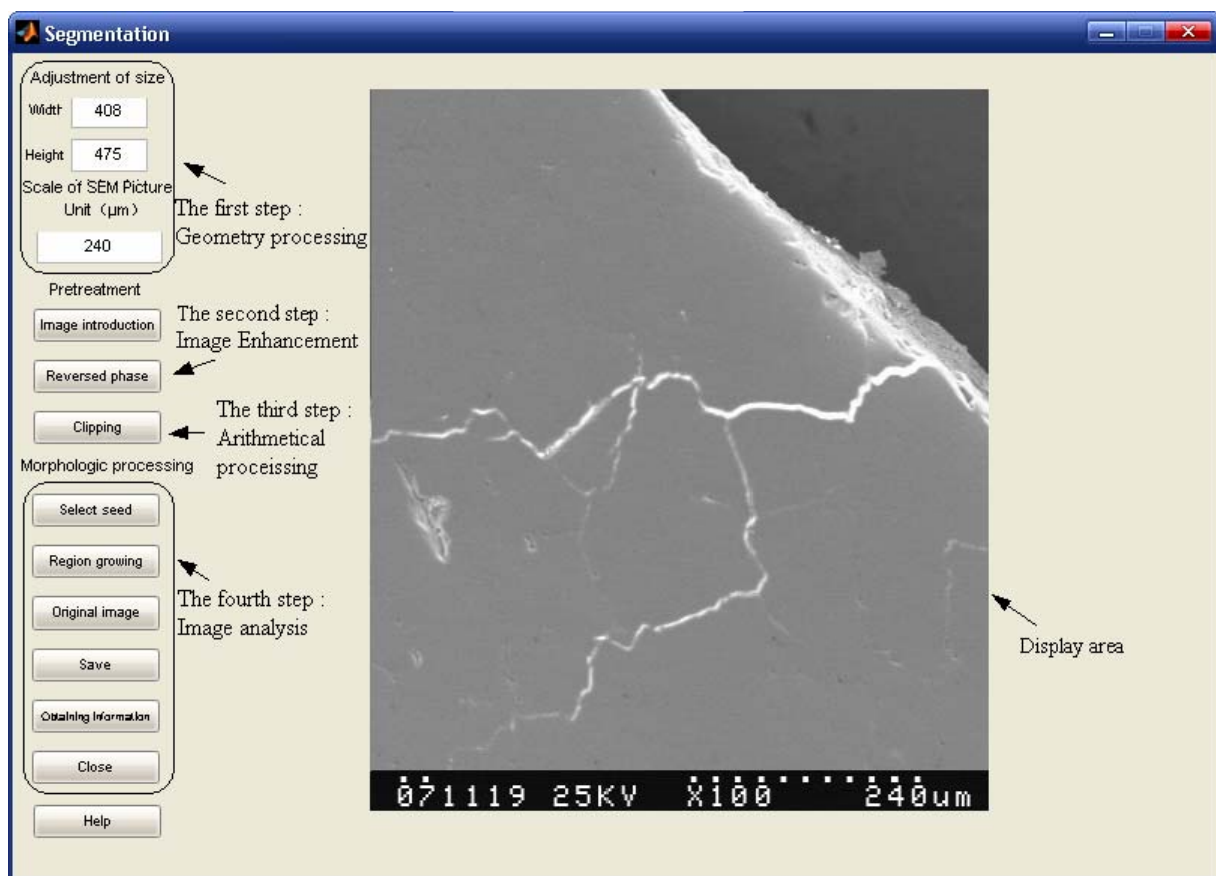 Segmentation
Adjustment of size
Width 408
Height 475
Scale of SEM Picture
Unit (μm)
240
The first step :
Geometry processing
Pretreatment
Image introduction
The second step :
Image Enhancement
Reversed phase
Clipping
The third step :
Arithmetical
proceissing
Morphologic processing
Select seed
Region growing
Original image
The fourth step :
Image analysis
Save
Obtaining Information
Close
Help
Display area
071119 25KV X100 240um